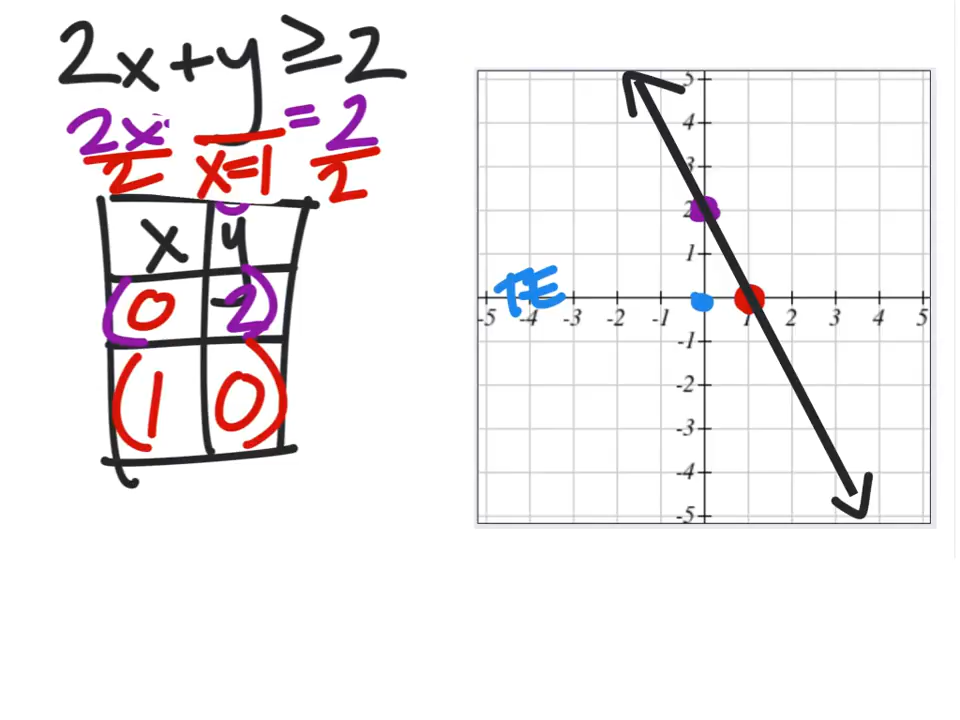 2x + y ≥ 2
2x = 2
2 x=1 2
x y
(0 2)
(1 0)
5
4
3
2
1
-5 -4 -3 -2 -1 1 2 3 4 5
-1
-2
-3
-4
-5